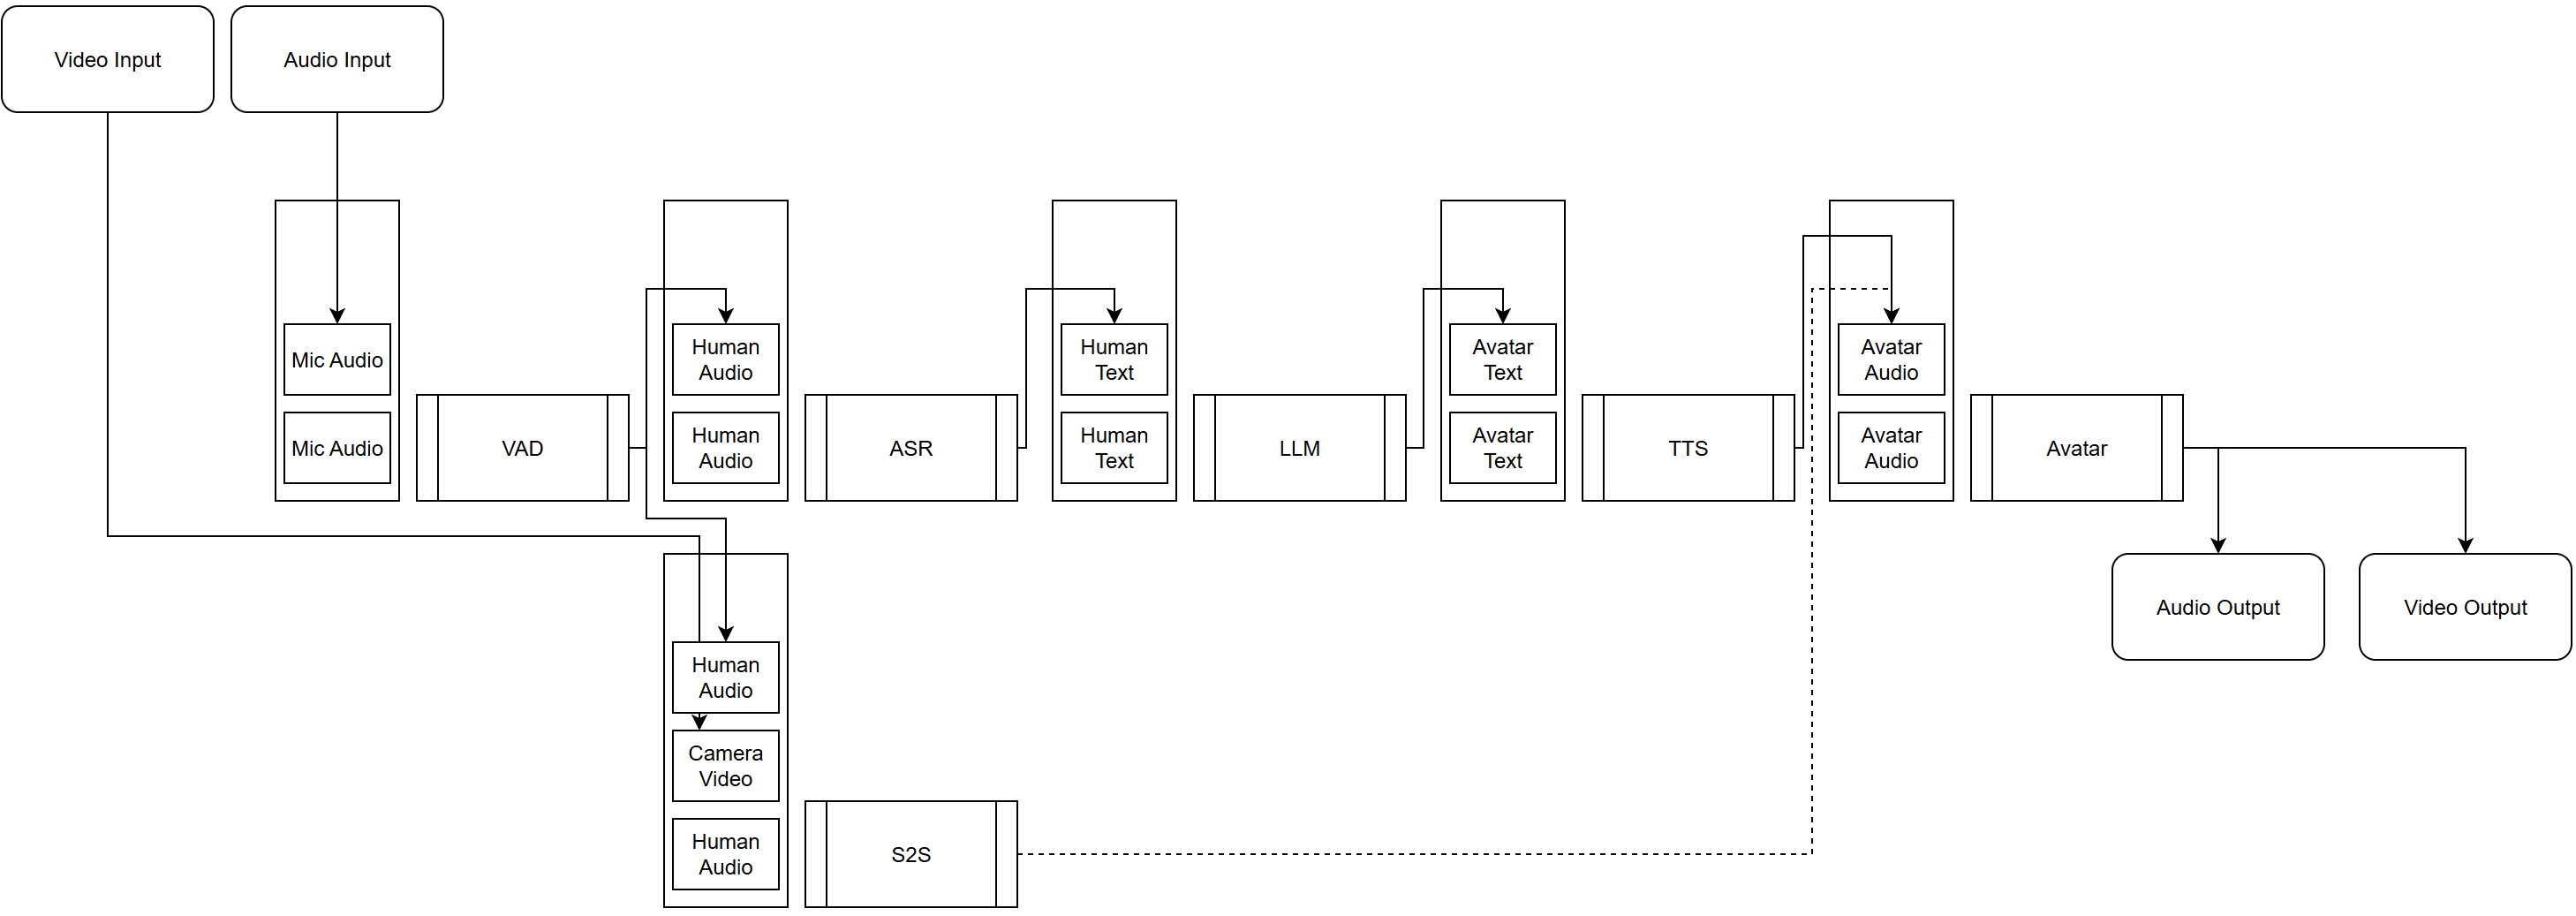 Video Input
Audio Input
Mic Audio
Human
Audio
Human
Text
Avatar
Text
Avatar
Audio
Mic Audio
VAD
Human
Audio
ASR
Human
Text
LLM
Avatar
Text
TTS
Avatar
Audio
Avatar
Audio Output
Video Output
Human
Audio
Camera
Video
Human
Audio
S2S